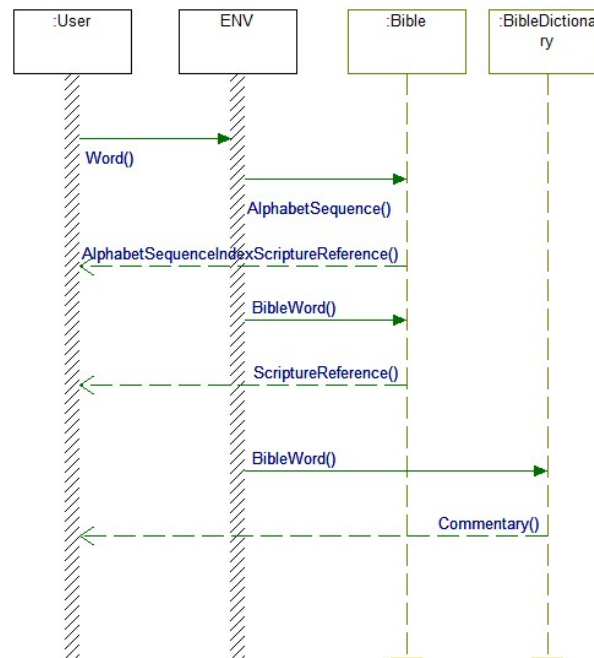 :User
ENV
:Bible
:BibleDictiona
ry
Word()
AlphabetSequence()
AlphabetSequenceIndexScriptureReference()
BibleWord()
ScriptureReference()
BibleWord()
Commentary()